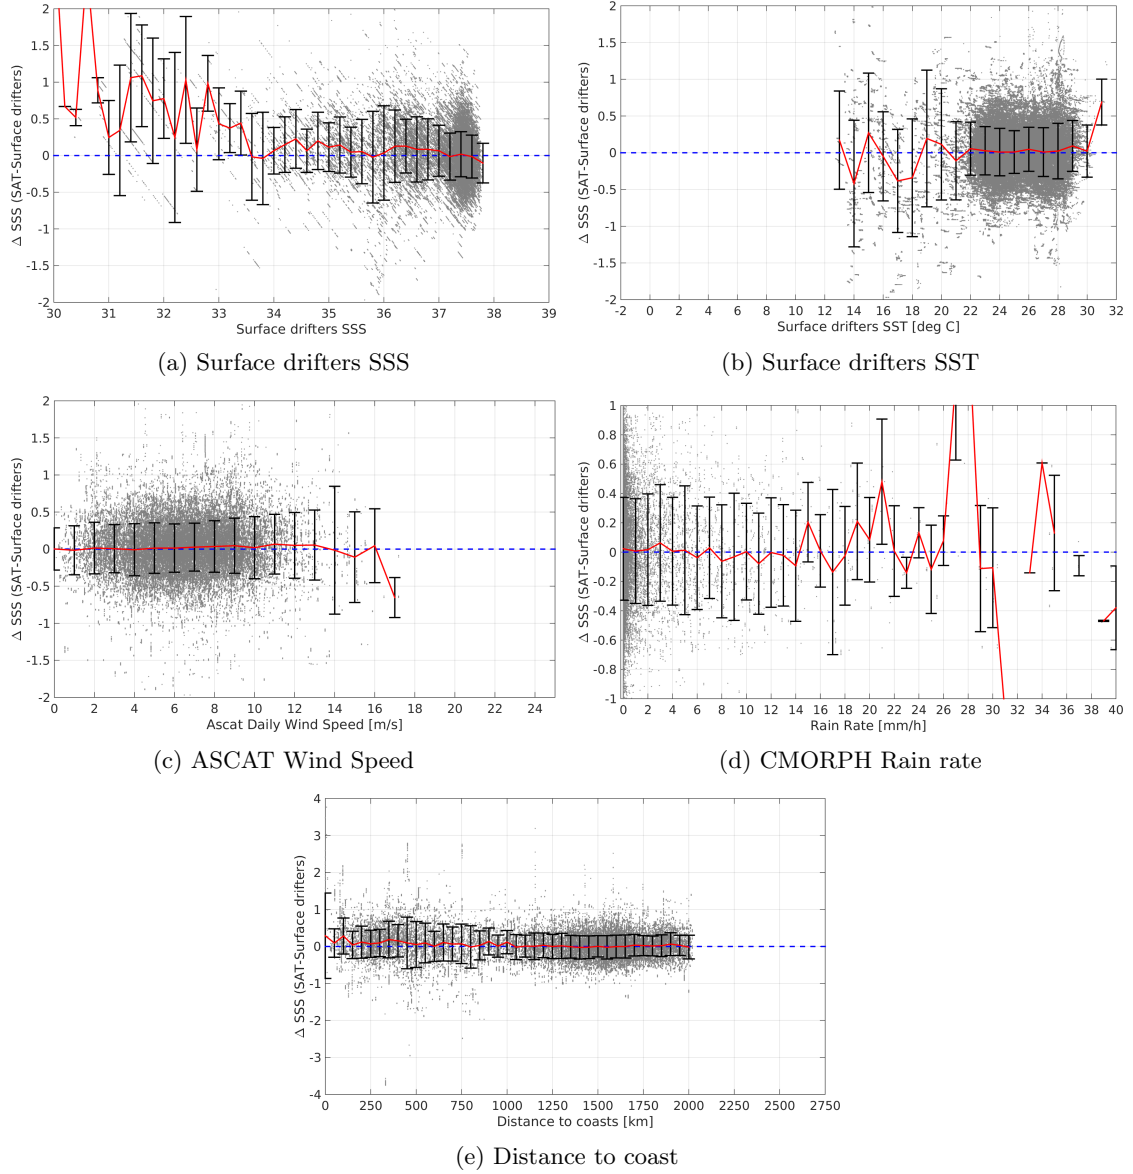 2
1.5
1
0.5
0
-0.5
-1
-1.5
-2
Δ SSS (SAT-Surface drifters)
30 31 32 33 34 35 36 37 38 39
Surface drifters SSS
(a) Surface drifters SSS
2
1.5
1
0.5
0
-0.5
-1
-1.5
-2
Δ SSS (SAT-Surface drifters)
-2 0 2 4 6 8 10 12 14 16 18 20 22 24 26 28 30 32
Surface drifters SST [deg C]
(b) Surface drifters SST
2
1.5
1
0.5
0
-0.5
-1
-1.5
-2
Δ SSS (SAT-Surface drifters)
0 2 4 6 8 10 12 14 16 18 20 22 24
Ascat Daily Wind Speed [m/s]
(c) ASCAT Wind Speed
1
0.8
0.6
0.4
0.2
0
-0.2
-0.4
-0.6
-0.8
-1
Δ SSS (SAT-Surface drifters)
0 2 4 6 8 10 12 14 16 18 20 22 24 26 28 30 32 34 36 38 40
Rain Rate [mm/h]
(d) CMORPH Rain rate
4
3
2
1
0
-1
-2
-3
-4
Δ SSS (SAT-Surface drifters)
0 250 500 750 1000 1250 1500 1750 2000 2250 2500 2750
Distance to coasts [km]
(e) Distance to coast